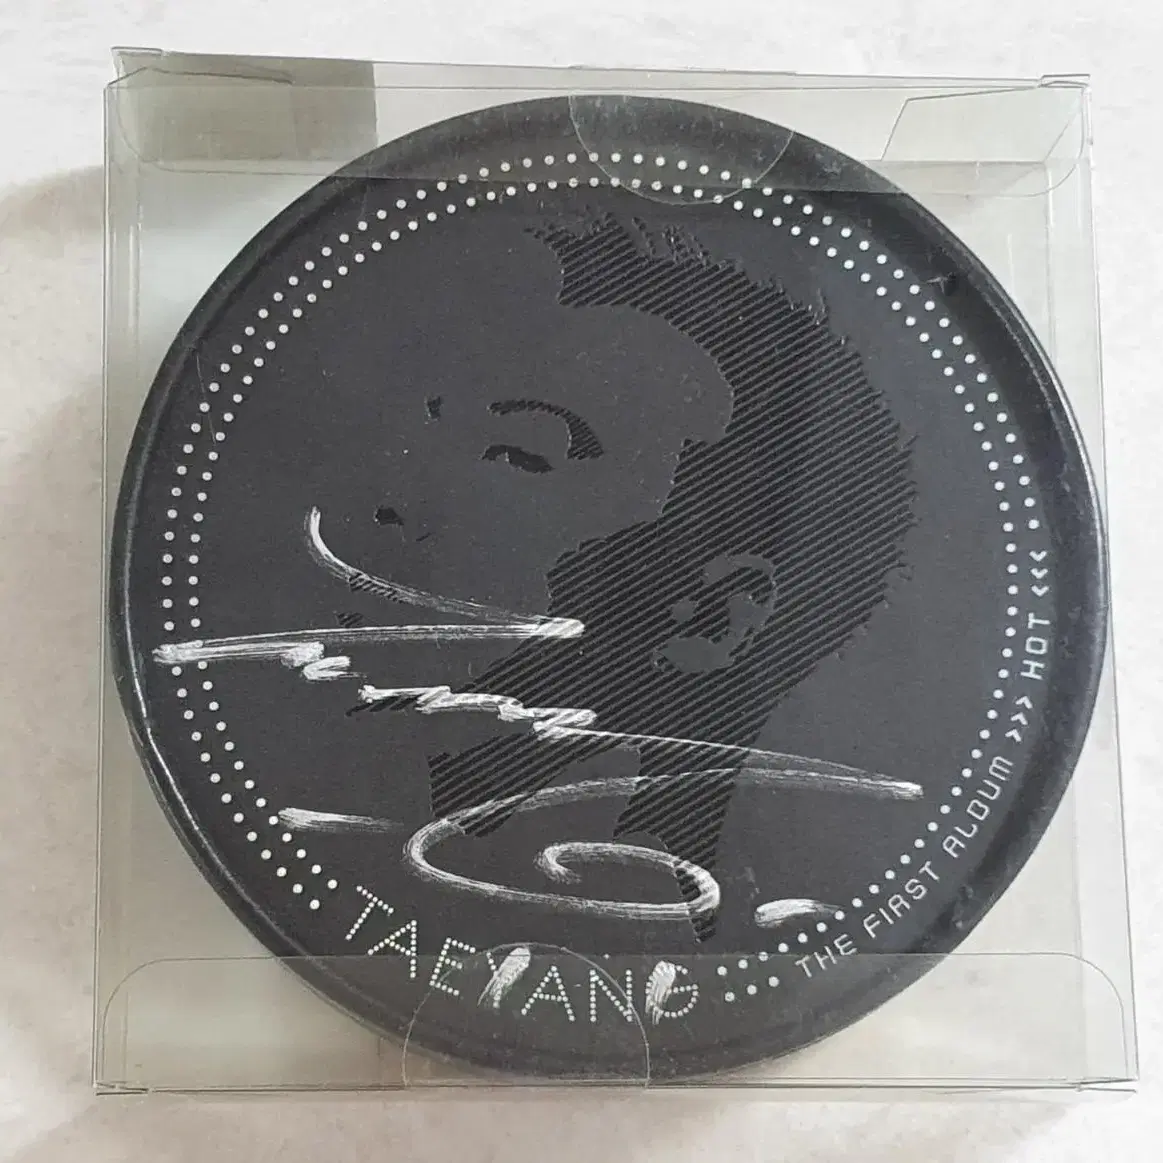 TAEYANG
THE FIRST ALBUM >>> HOT <<<